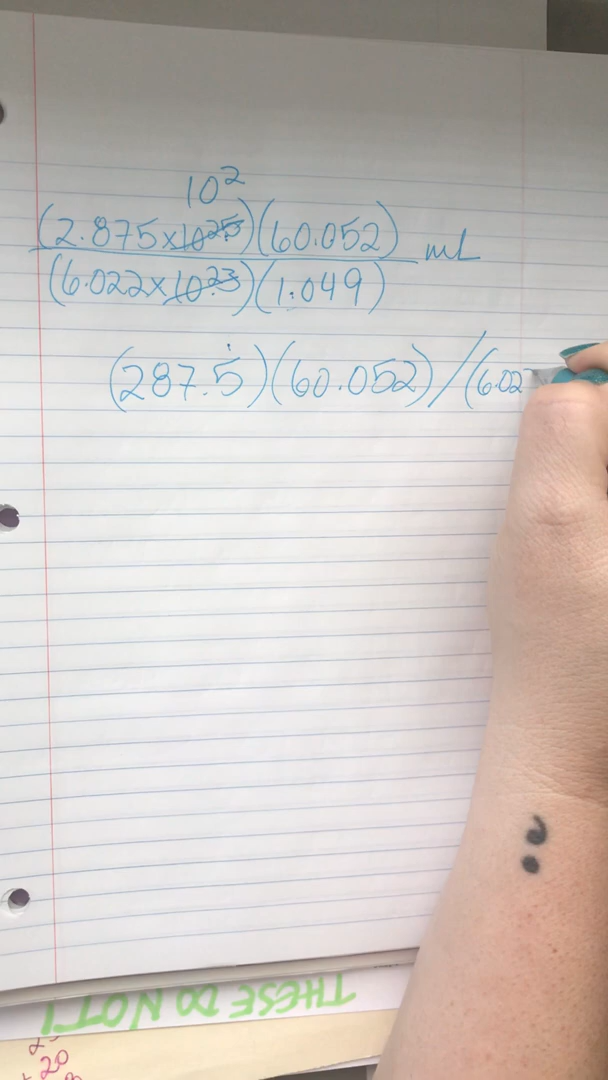 10²
(2.875x10²⁵)(60.052)
mL
(6.022x10²³)(1.049)
(287.5)(60.052)/(6.02
THESE DO NOT!
20